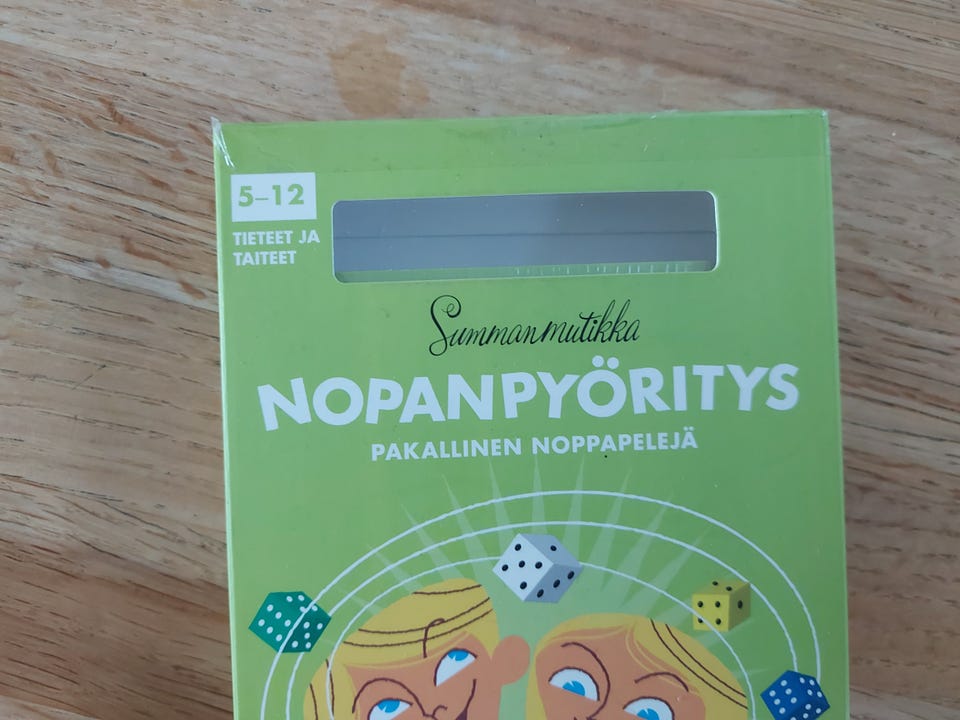 5–12
TIETEET JA
TAITEET
Summanmutikka
NOPANPYÖRITYS
PAKALLINEN NOPPAPELEJÄ